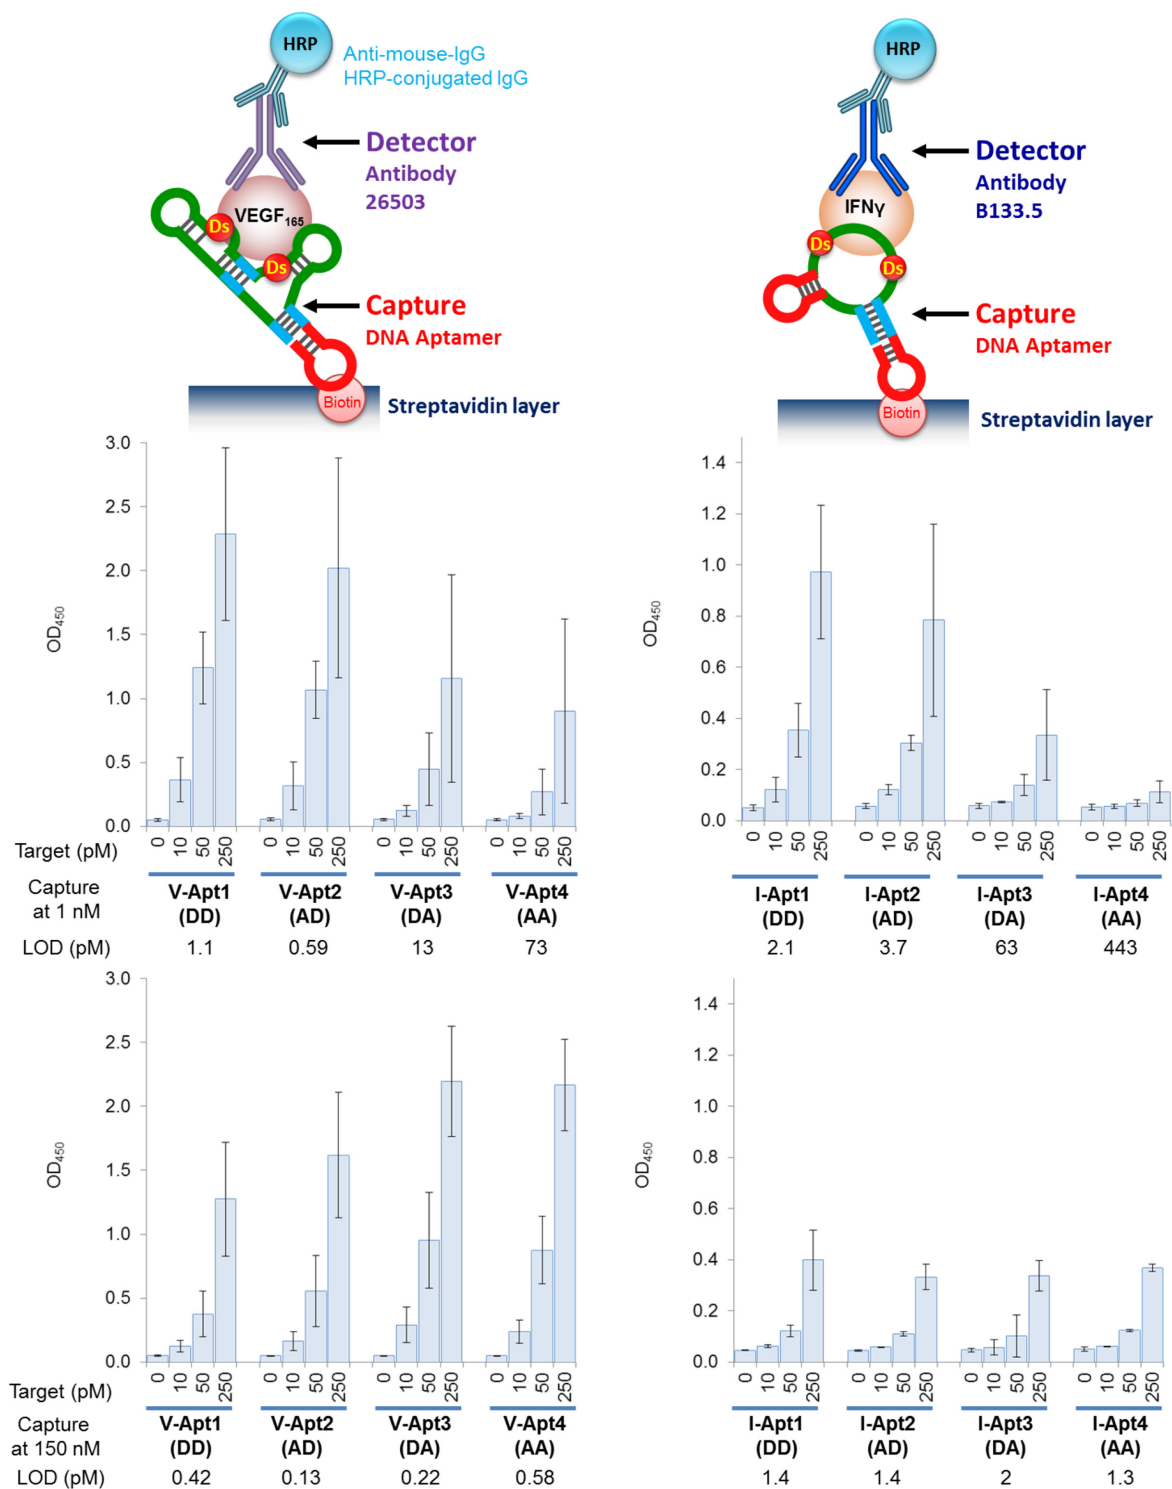 HRP
Anti-mouse-IgG
HRP-conjugated IgG
Detector
Antibody
26503
VEGF165
Ds
Ds
Capture
DNA Aptamer
Biotin
Streptavidin layer
HRP
Detector
Antibody
B133.5
IFNγ
Ds
Ds
Capture
DNA Aptamer
Biotin
Streptavidin layer
3.0
2.5
2.0
1.5
1.0
0.5
0.0
OD450
Target (pM) 0 10 50 250 0 10 50 250 0 10 50 250 0 10 50 250
Capture at 1 nM
V-Apt1 (DD) V-Apt2 (AD) V-Apt3 (DA) V-Apt4 (AA)
LOD (pM) 1.1 0.59 13 73
1.4
1.2
1.0
0.8
0.6
0.4
0.2
0.0
OD450
0 10 50 250 0 10 50 250 0 10 50 250 0 10 50 250
I-Apt1 (DD) I-Apt2 (AD) I-Apt3 (DA) I-Apt4 (AA)
2.1 3.7 63 443
3.0
2.5
2.0
1.5
1.0
0.5
0.0
OD450
Target (pM) 0 10 50 250 0 10 50 250 0 10 50 250 0 10 50 250
Capture at 150 nM
V-Apt1 (DD) V-Apt2 (AD) V-Apt3 (DA) V-Apt4 (AA)
LOD (pM) 0.42 0.13 0.22 0.58
1.4
1.2
1.0
0.8
0.6
0.4
0.2
0.0
OD450
0 10 50 250 0 10 50 250 0 10 50 250 0 10 50 250
I-Apt1 (DD) I-Apt2 (AD) I-Apt3 (DA) I-Apt4 (AA)
1.4 1.4 2 1.3